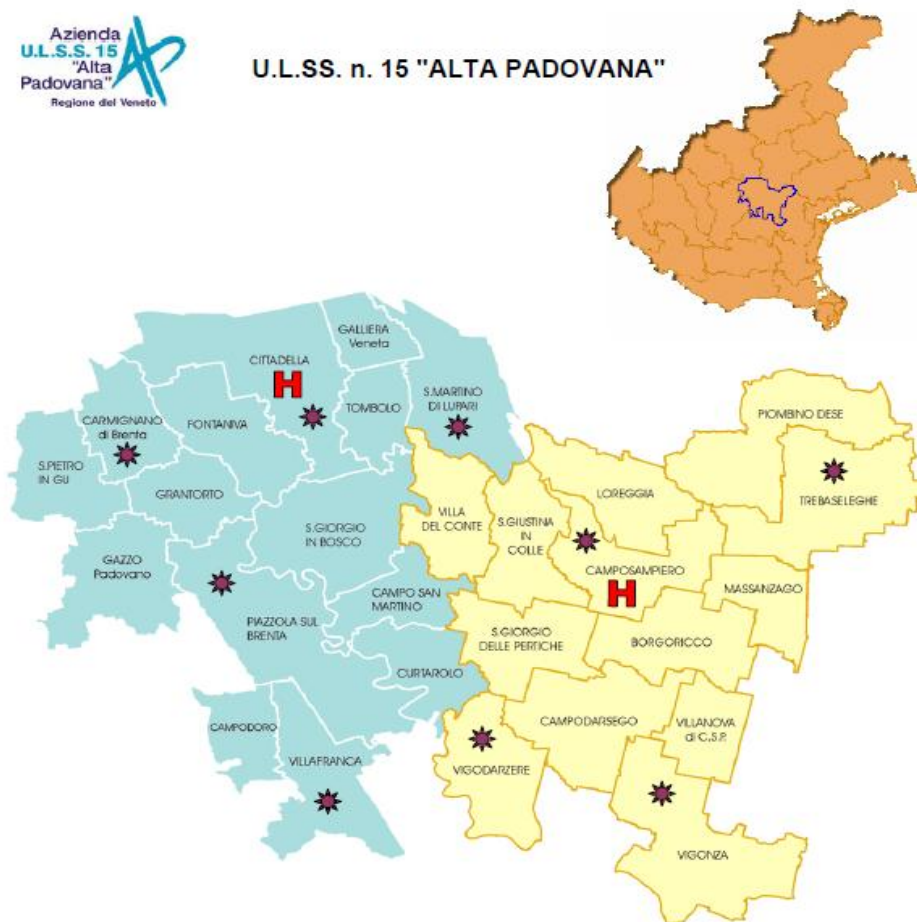 Azienda
U.L.S.S. 15
"Alta
Padovana"
Regione del Veneto
U.L.SS. n. 15 "ALTA PADOVANA"
GALLIERA
Veneta
CITTADELLA
H
S.MARTINO
DI LUPARI
TOMBOLO
CARMIGNANO
di Brenta
FONTANIVA
S.PIETRO
IN GU
GRANTORTO
PIOMBINO DESE
TREBASELEGHE
LOREGGIA
VILLA
DEL CONTE
S.GIUSTINA
IN
COLLE
S.GIORGIO
IN BOSCO
GAZZO
Padovano
CAMPOSAMPIERO
H
MASSANZAGO
CAMPO SAN
MARTINO
PIAZZOLA SUL
BRENTA
S.GIORGIO
DELLE PERTICHE
BORGORICCO
CURTAROLO
CAMPODORO
VILLAFRANCA
CAMPODARSEGO
VILLANOVA
di C.S.P.
VIGODARZERE
VIGONZA